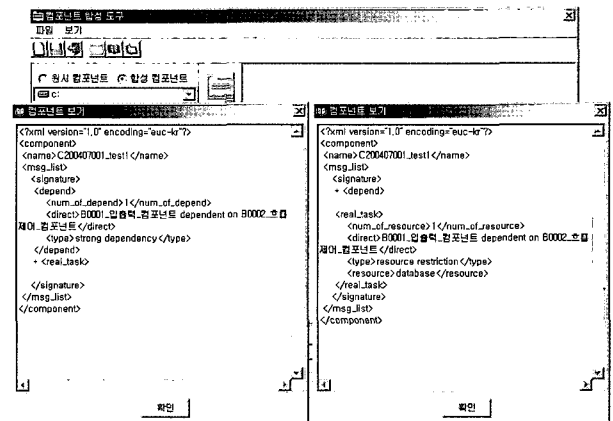 컴포넌트 합성 도구
파일 보기
원시 컴포넌트 합성 컴포넌트
c:
컴포넌트 보기
<?xml version="1.0" encoding="euc-kr"?>
<component>
<name>C200407001_test1</name>
<msg_list>
<signature>
<depend>
<num_of_depend>1</num_of_depend>
<direct>B0001_입출력_컴포넌트 dependent on B0002_흐름
제어_컴포넌트</direct>
<type>strong dependency</type>
</depend>
+ <real_task>
</signature>
</msg_list>
</component>
확인
컴포넌트 보기
<?xml version="1.0" encoding="euc-kr"?>
<component>
<name>C200407001_test1</name>
<msg_list>
<signature>
+ <depend>
<real_task>
<num_of_resource>1</num_of_resource>
<direct>B0001_입출력_컴포넌트 dependent on B0002_흐름
제어_컴포넌트</direct>
<type>resource restriction</type>
<resource>database</resource>
</real_task>
</signature>
</msg_list>
</component>
확인